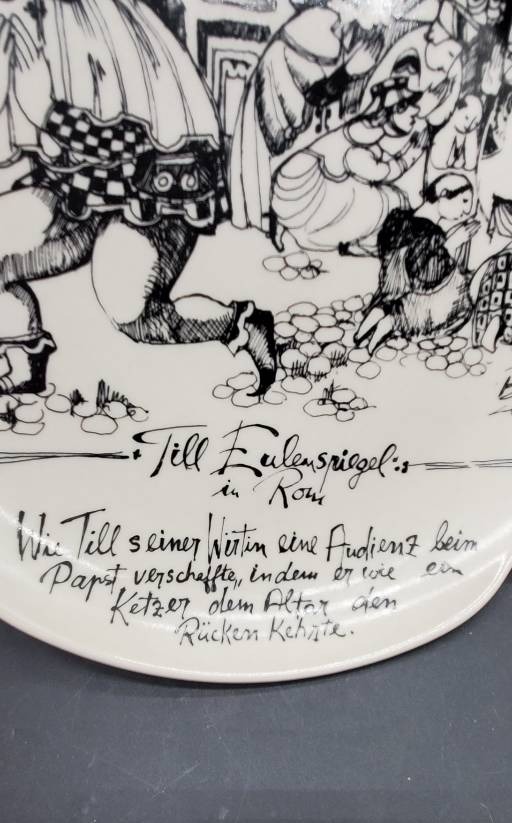 Till Eulenspiegel
in Rom
Wie Till seiner Wirtin eine Audienz beim
Papst verschaffte, indem er wie ein
Ketzer dem Altar den
Rücken kehrte.